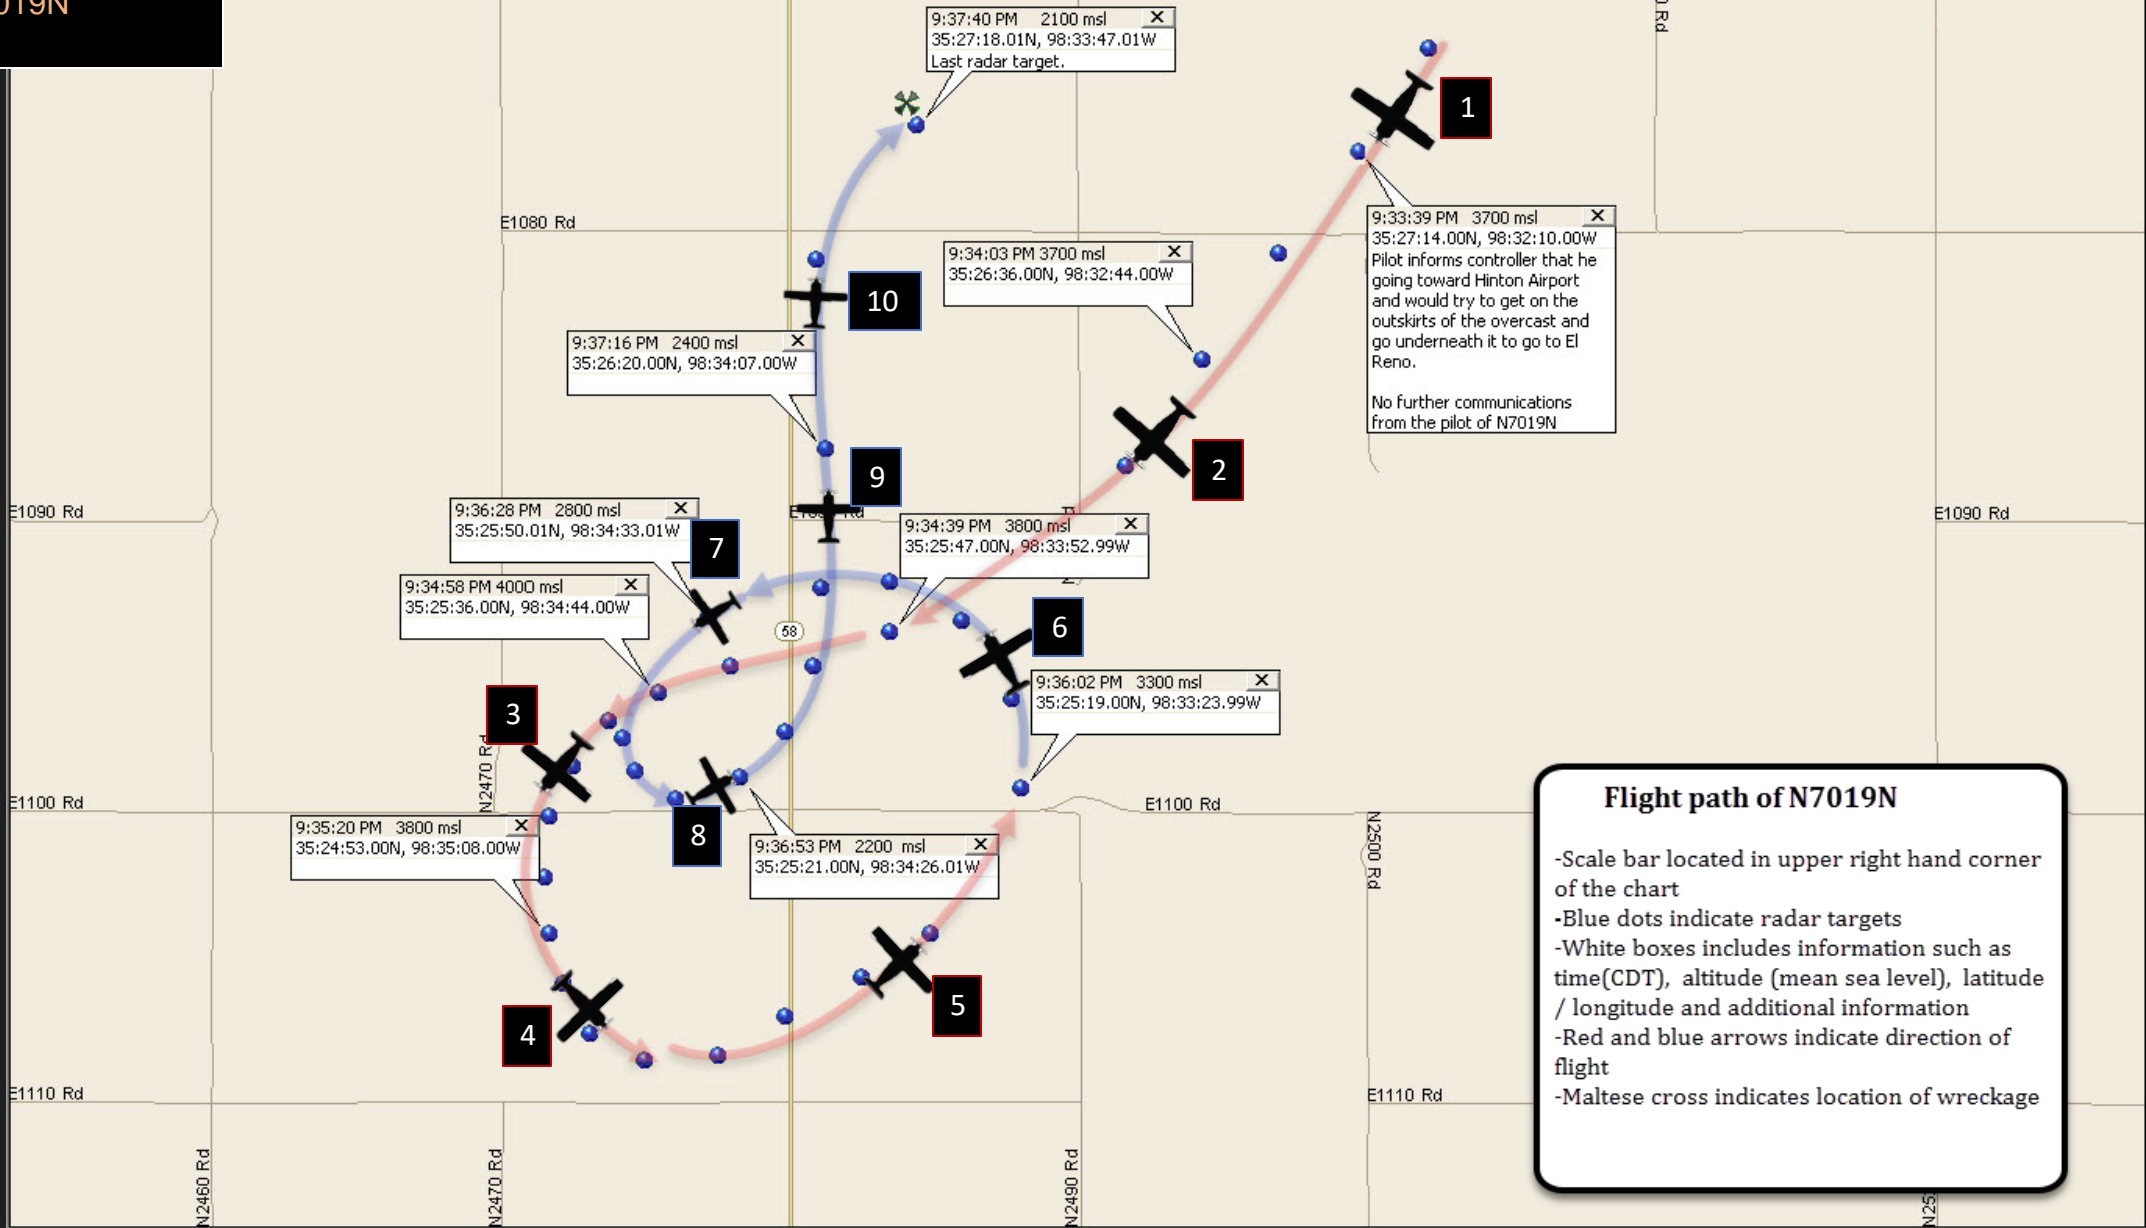 019N
9:37:40 PM 2100 msl
35:27:18.01N, 98:33:47.01W
Last radar target.
1
9:33:39 PM 3700 msl
35:27:14.00N, 98:32:10.00W
Pilot informs controller that he
going toward Hinton Airport
and would try to get on the
outskirts of the overcast and
go underneath it to go to El
Reno.
No further communications
from the pilot of N7019N
E1080 Rd
9:34:03 PM 3700 msl
35:26:36.00N, 98:32:44.00W
10
9:37:16 PM 2400 msl
35:26:20.00N, 98:34:07.00W
2
9
E1090 Rd
9:36:28 PM 2800 msl
35:25:50.01N, 98:34:33.01W
7
9:34:39 PM 3800 msl
35:25:47.00N, 98:33:52.99W
E1090 Rd
9:34:58 PM 4000 msl
35:25:36.00N, 98:34:44.00W
58
6
9:36:02 PM 3300 msl
35:25:19.00N, 98:33:23.99W
3
N2470 Rd
E1100 Rd
E1100 Rd
9:35:20 PM 3800 msl
35:24:53.00N, 98:35:08.00W
8
9:36:53 PM 2200 msl
35:25:21.00N, 98:34:26.01W
N2500 Rd
5
4
Flight path of N7019N
-Scale bar located in upper right hand corner
of the chart
-Blue dots indicate radar targets
-White boxes includes information such as
time(CDT), altitude (mean sea level), latitude
/ longitude and additional information
-Red and blue arrows indicate direction of
flight
-Maltese cross indicates location of wreckage
E1110 Rd
E1110 Rd
N2460 Rd
N2470 Rd
N2490 Rd